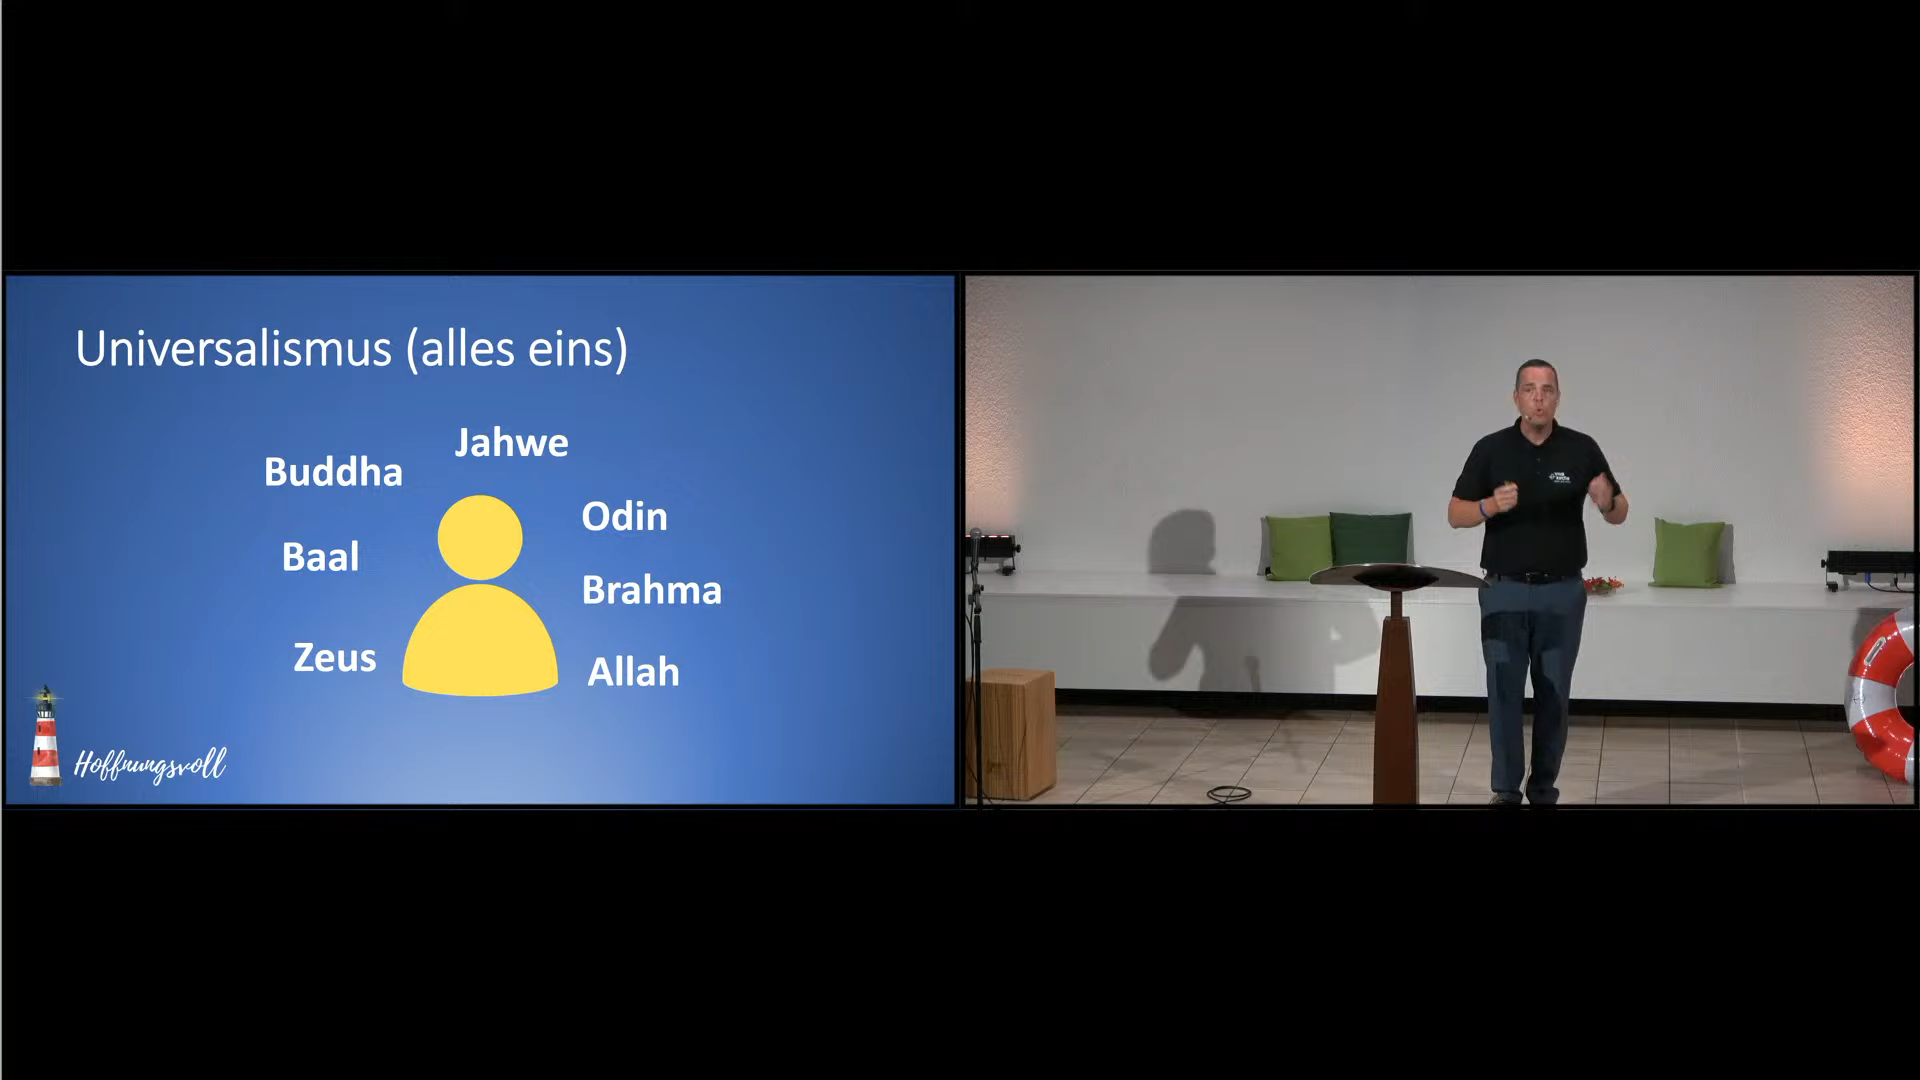 Universalismus (alles eins)
Jahwe
Buddha
Odin
Baal
Brahma
Zeus
Allah
Hoffnungsvoll